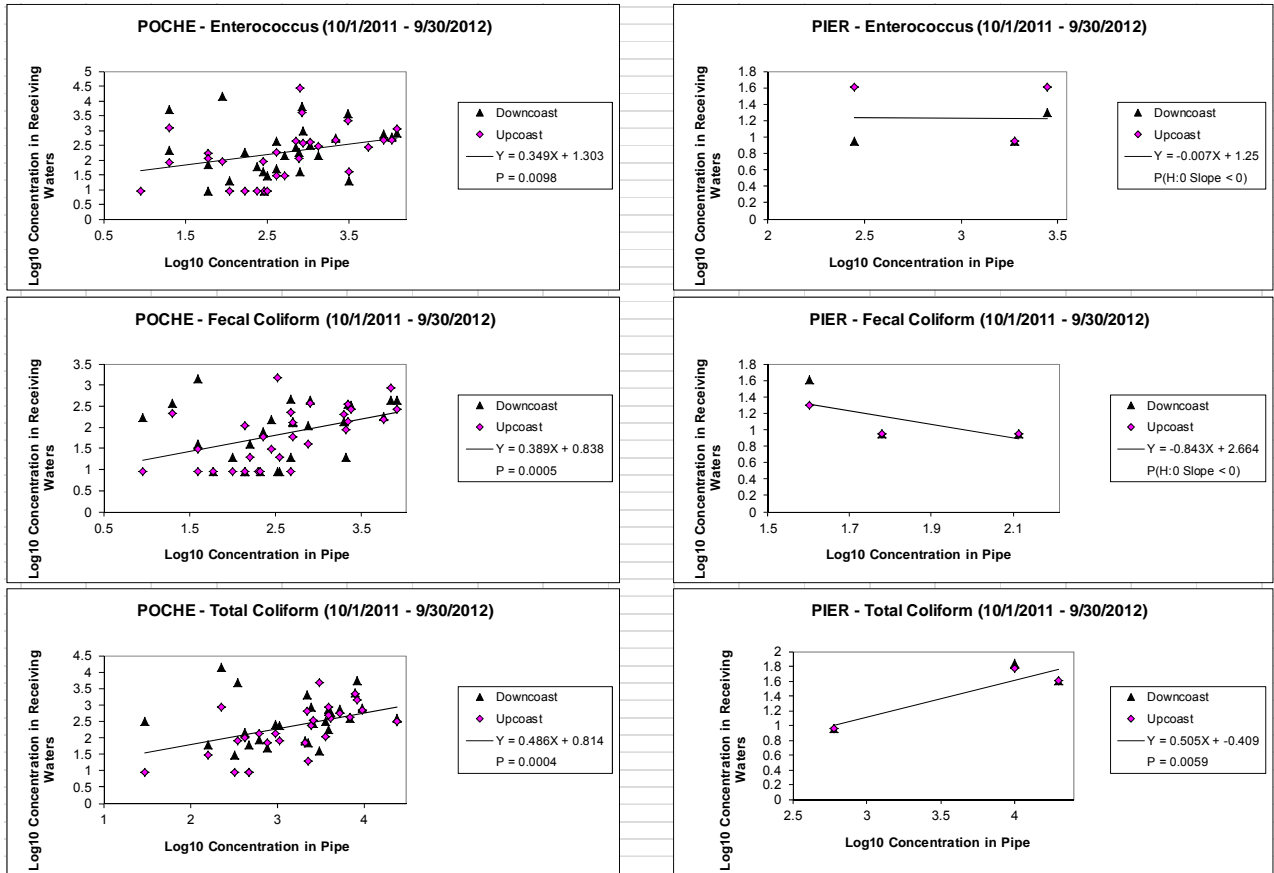 POCHE - Enterococcus (10/1/2011 - 9/30/2012)
Log10 Concentration in Receiving
Waters
5
4.5
4
3.5
3
2.5
2
1.5
1
0.5
0
0.5
1.5
2.5
3.5
Log10 Concentration in Pipe
Downcoast
Upcoast
Y = 0.349X + 1.303
P = 0.0098
PIER - Enterococcus (10/1/2011 - 9/30/2012)
Log10 Concentration in Receiving
Waters
1.8
1.6
1.4
1.2
1
0.8
0.6
0.4
0.2
0
2
2.5
3
3.5
Log10 Concentration in Pipe
Downcoast
Upcoast
Y = -0.007X + 1.25
P(H:0 Slope < 0)
POCHE - Fecal Coliform (10/1/2011 - 9/30/2012)
Log10 Concentration in Receiving
Waters
3.5
3
2.5
2
1.5
1
0.5
0
0.5
1.5
2.5
3.5
Log10 Concentration in Pipe
Downcoast
Upcoast
Y = 0.389X + 0.838
P = 0.0005
PIER - Fecal Coliform (10/1/2011 - 9/30/2012)
Log10 Concentration in Receiving
Waters
1.8
1.6
1.4
1.2
1
0.8
0.6
0.4
0.2
0
1.5
1.7
1.9
2.1
Log10 Concentration in Pipe
Downcoast
Upcoast
Y = -0.843X + 2.664
P(H:0 Slope < 0)
POCHE - Total Coliform (10/1/2011 - 9/30/2012)
Log10 Concentration in Receiving
Waters
4.5
4
3.5
3
2.5
2
1.5
1
0.5
0
1
2
3
4
Log10 Concentration in Pipe
Downcoast
Upcoast
Y = 0.486X + 0.814
P = 0.0004
PIER - Total Coliform (10/1/2011 - 9/30/2012)
Log10 Concentration in Receiving
Waters
2
1.8
1.6
1.4
1.2
1
0.8
0.6
0.4
0.2
0
2.5
3
3.5
4
Log10 Concentration in Pipe
Downcoast
Upcoast
Y = 0.505X + -0.409
P = 0.0059